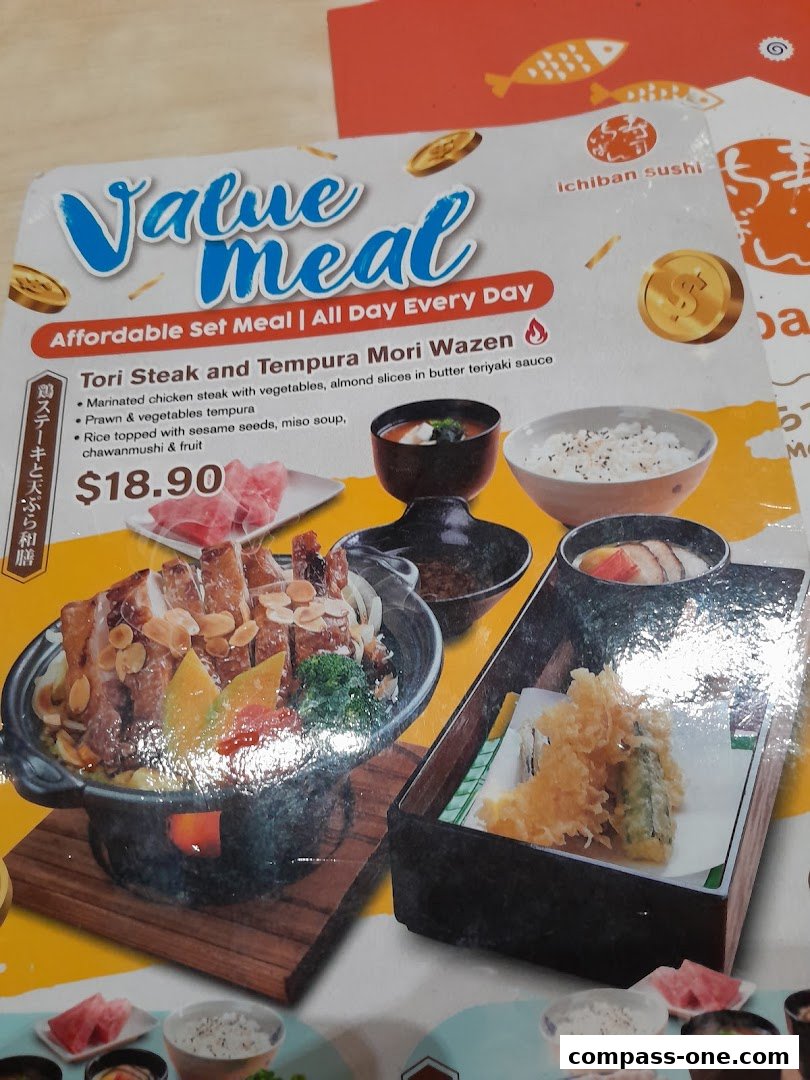 ichiban sushi
Value
meal
Affordable Set Meal | All Day Every Day
Tori Steak and Tempura Mori Wazen
• Marinated chicken steak with vegetables, almond slices in butter teriyaki sauce
• Prawn & vegetables tempura
• Rice topped with sesame seeds, miso soup,
chawanmushi & fruit
$18.90
鶏ステーキと天ぷら和膳
compass-one.com